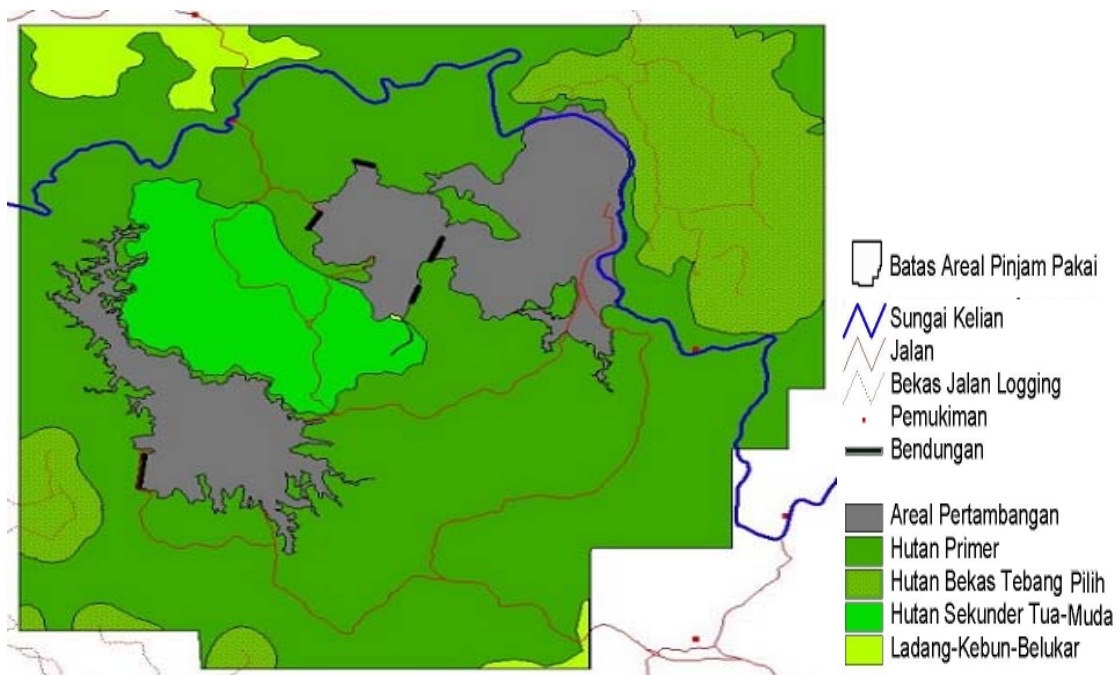 Batas Areal Pinjam Pakai
Sungai Kelian
Jalan
Bekas Jalan Logging
Pemukiman
Bendungan
Areal Pertambangan
Hutan Primer
Hutan Bekas Tebang Pilih
Hutan Sekunder Tua-Muda
Ladang-Kebun-Belukar